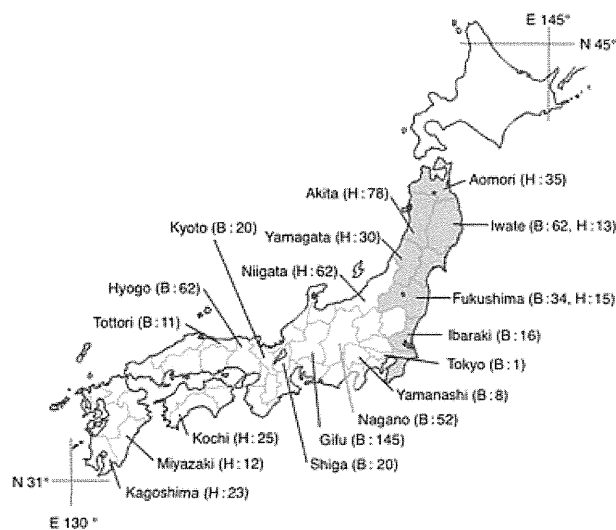 E 145°
N 45°
Aomori (H : 35)
Akita (H : 78)
Kyoto (B : 20)
Iwate (B : 62, H : 13)
Yamagata (H : 30)
Niigata (H : 62)
Hyogo (B : 62)
Fukushima (B : 34, H : 15)
Tottori (B : 11)
Ibaraki (B : 16)
Tokyo (B : 1)
Yamanashi (B : 8)
Nagano (B : 52)
Kochi (H : 25)
Gifu (B : 145)
Miyazaki (H : 12)
Shiga (B : 20)
N 31°
Kagoshima (H : 23)
E 130 °